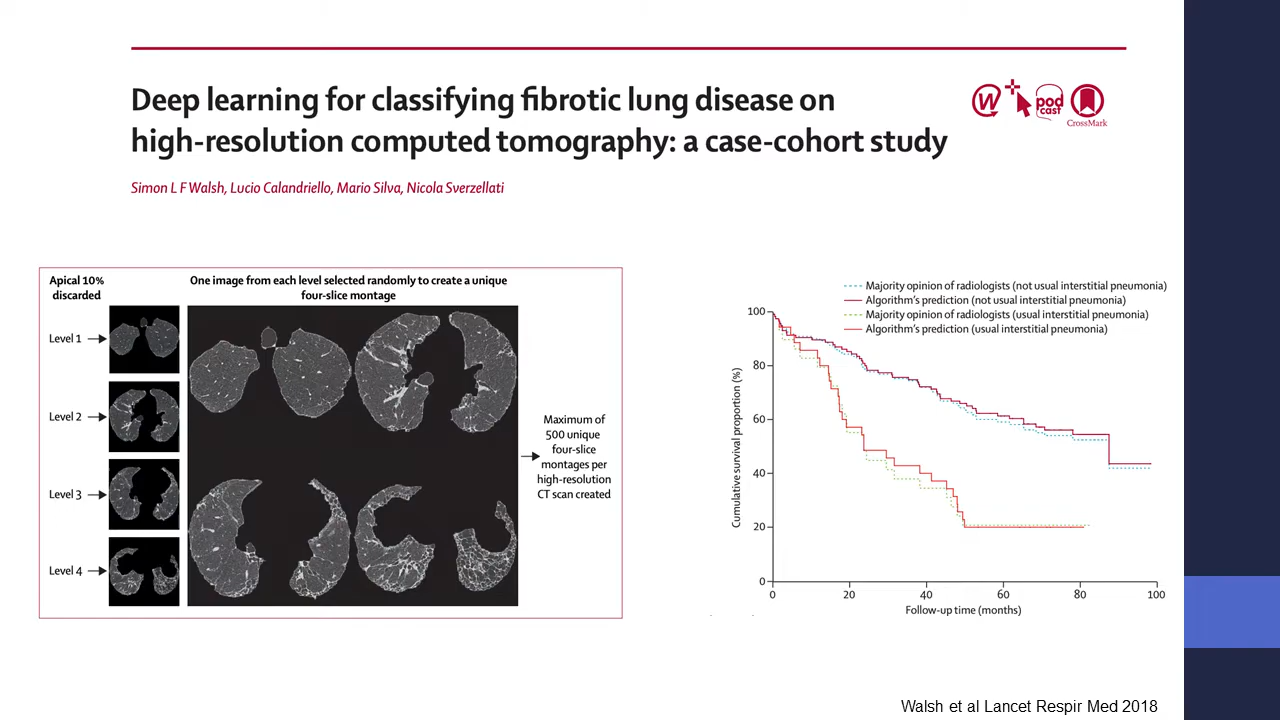 Deep learning for classifying fibrotic lung disease on
high-resolution computed tomography: a case-cohort study
W
pod
cast
CrossMark
Simon L F Walsh, Lucio Calandriello, Mario Silva, Nicola Sverzellati
Apical 10%
discarded
One image from each level selected randomly to create a unique
four-slice montage
Level 1
Level 2
Level 3
Level 4
Maximum of
500 unique
four-slice
montages per
high-resolution
CT scan created
Majority opinion of radiologists (not usual interstitial pneumonia)
Algorithm's prediction (not usual interstitial pneumonia)
Majority opinion of radiologists (usual interstitial pneumonia)
Algorithm's prediction (usual interstitial pneumonia)
Cumulative survival proportion (%)
100
80
60
40
20
0
0 20 40 60 80 100
Follow-up time (months)
Walsh et al Lancet Respir Med 2018